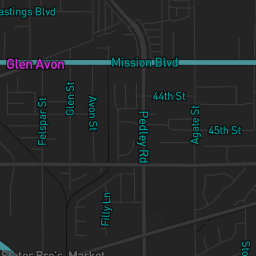 Hastings Blvd
Glen Avon
Mission Blvd
Glen St
44th St
Avon St
Felspar St
Pedley Rd
Agate St
45th St
Filly Ln
Stater Bro's. Market